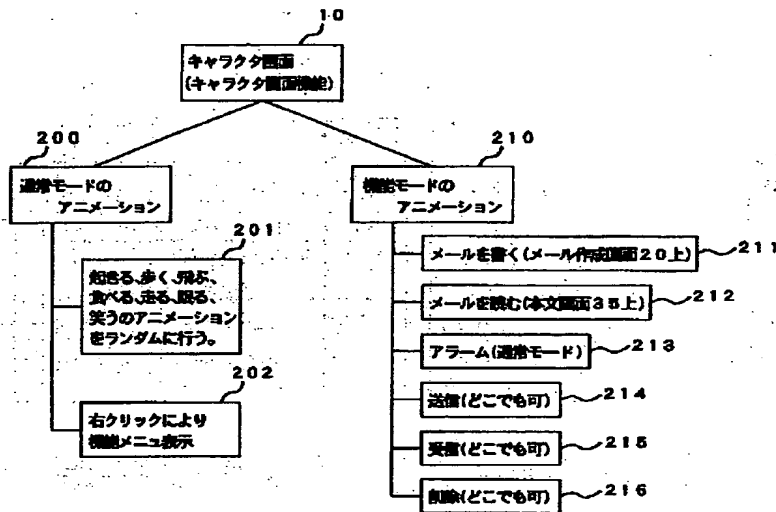 10
キャラクタ画面
(キャラクタ画面機能)
200
通常モードの
アニメーション
210
機能モードの
アニメーション
201
起きる、歩く、飛ぶ、
食べる、走る、眠る、
笑うのアニメーション
をランダムに行う。
202
右クリックにより
機能メニュ表示
メールを書く(メール作成画面20上)
211
メールを読む(本文画面35上)
212
アラーム(通常モード)
213
送信(どこでも可)
214
受信(どこでも可)
215
削除(どこでも可)
216